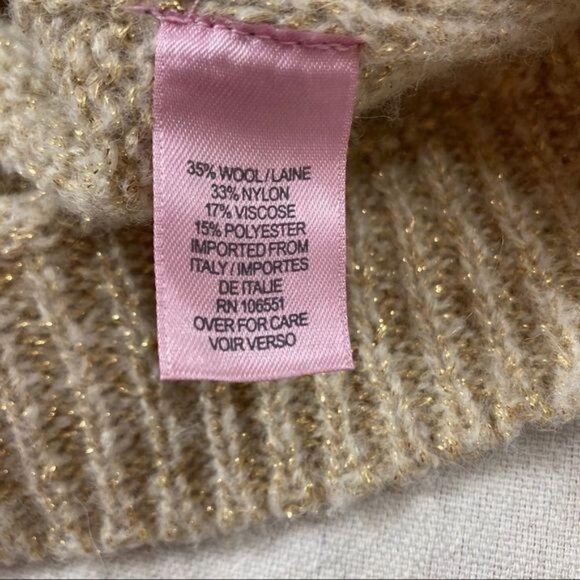 35% WOOL/LAINE
33% NYLON
17% VISCOSE
15% POLYESTER
IMPORTED FROM
ITALY/IMPORTES
DE ITALIE
RN 106551
OVER FOR CARE
VOIR VERSO